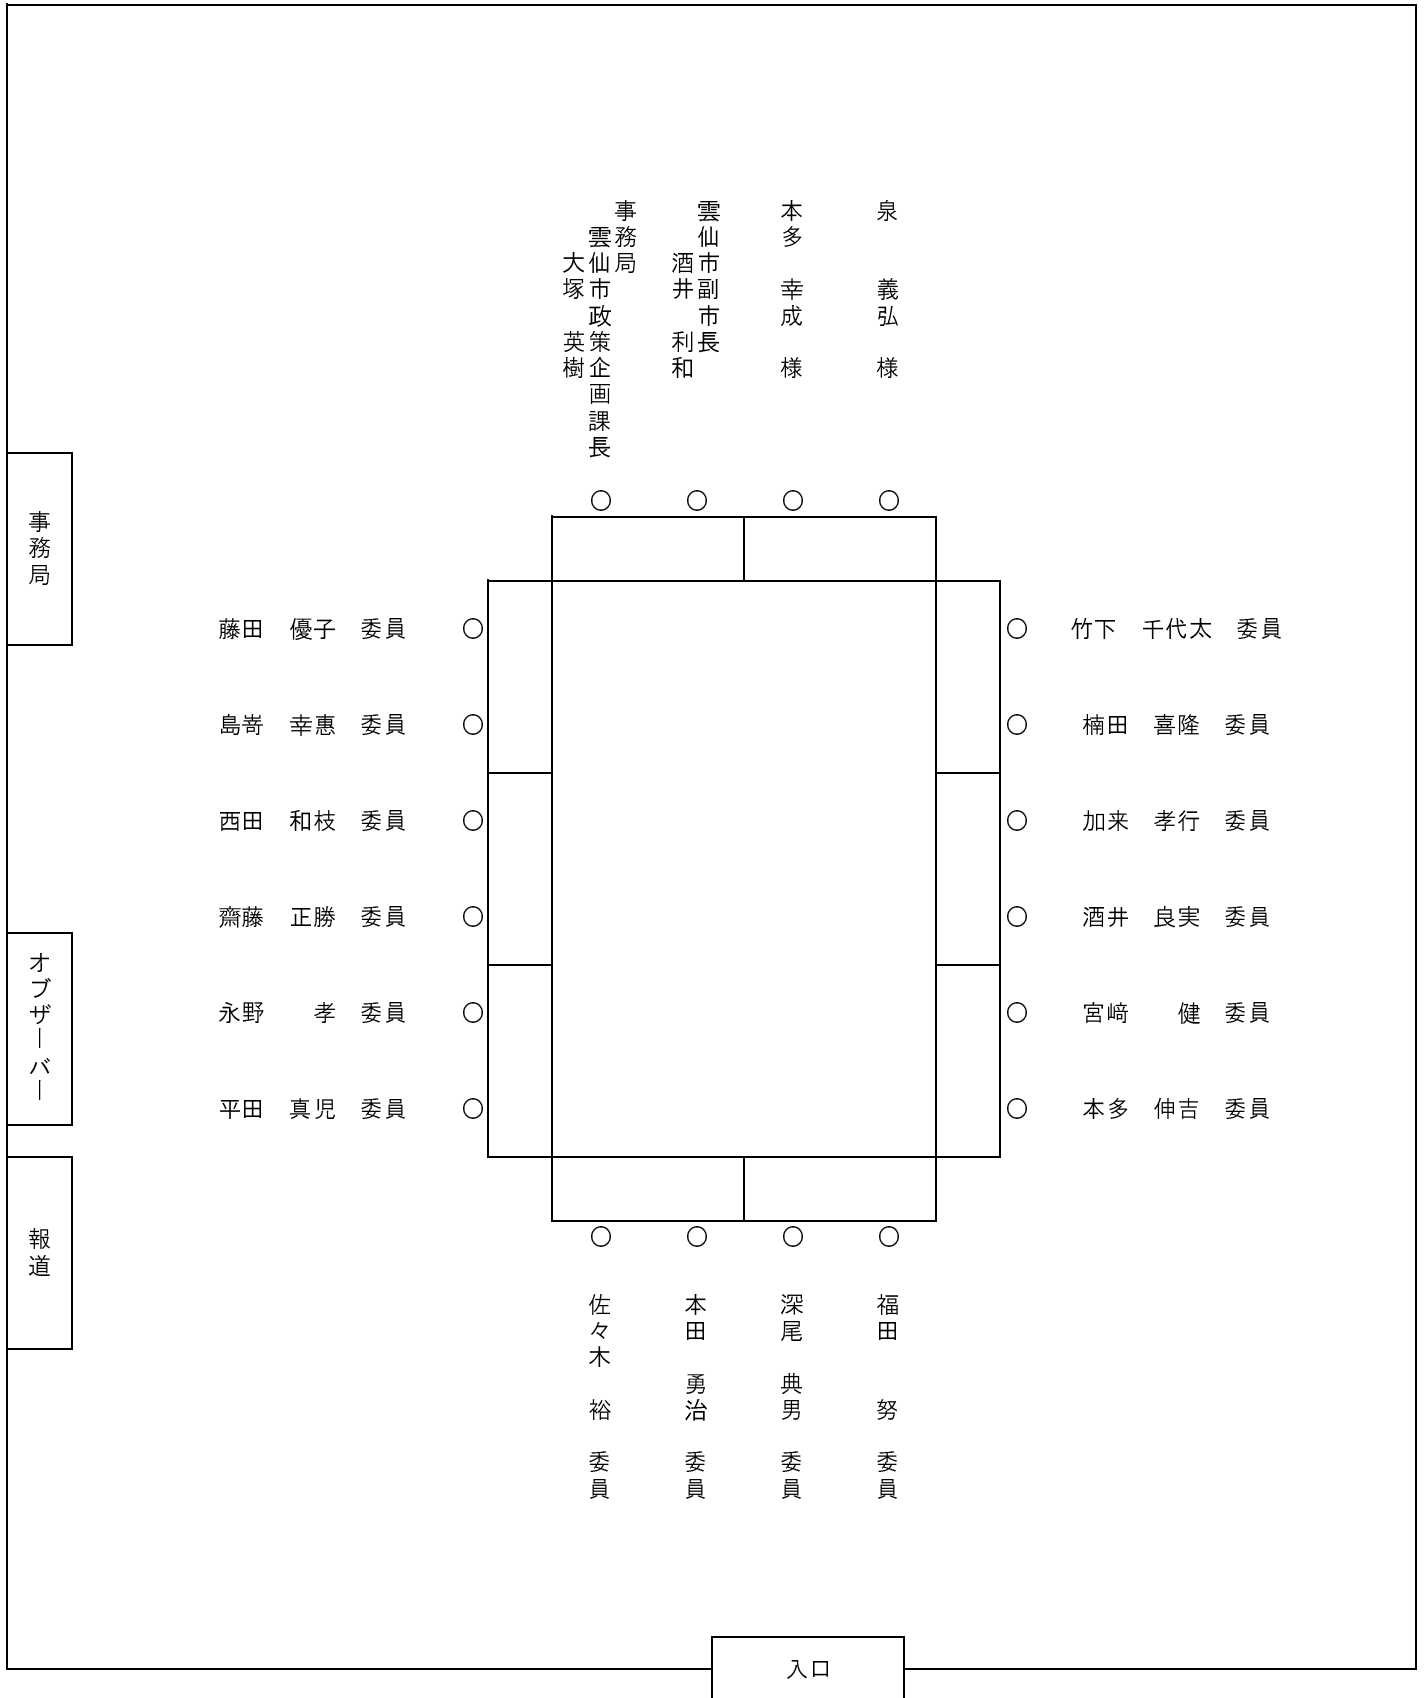 泉　　義弘　様
本多　幸成　様
雲仙市副市長
酒井　利和
事務局
雲仙市政策企画課長
大塚　英樹
事務局
藤田　優子　委員
竹下　千代太　委員
島嵜　幸惠　委員
楠田　喜隆　委員
西田　和枝　委員
加来　孝行　委員
齋藤　正勝　委員
酒井　良実　委員
オブザーバー
永野　　孝　委員
宮﨑　　健　委員
平田　真児　委員
本多　伸吉　委員
報道
福田　　努　委員
深尾　典男　委員
本田　勇治　委員
佐々木　裕　委員
入口